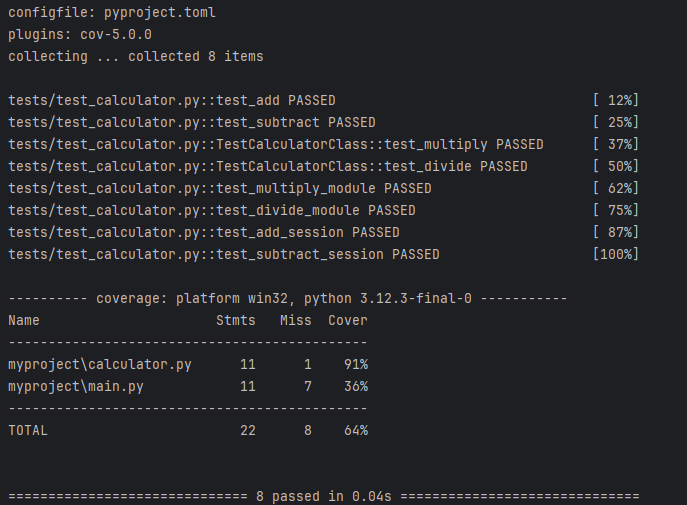 configfile: pyproject.toml
plugins: cov-5.0.0
collecting ... collected 8 items
tests/test_calculator.py::test_add PASSED [ 12%]
tests/test_calculator.py::test_subtract PASSED [ 25%]
tests/test_calculator.py::TestCalculatorClass::test_multiply PASSED [ 37%]
tests/test_calculator.py::TestCalculatorClass::test_divide PASSED [ 50%]
tests/test_calculator.py::test_multiply_module PASSED [ 62%]
tests/test_calculator.py::test_divide_module PASSED [ 75%]
tests/test_calculator.py::test_add_session PASSED [ 87%]
tests/test_calculator.py::test_subtract_session PASSED [100%]
---------- coverage: platform win32, python 3.12.3-final-0 -----------
Name Stmts Miss Cover
---------------------------------------------
myproject\calculator.py 11 1 91%
myproject\main.py 11 7 36%
---------------------------------------------
TOTAL 22 8 64%
============================== 8 passed in 0.04s ==============================